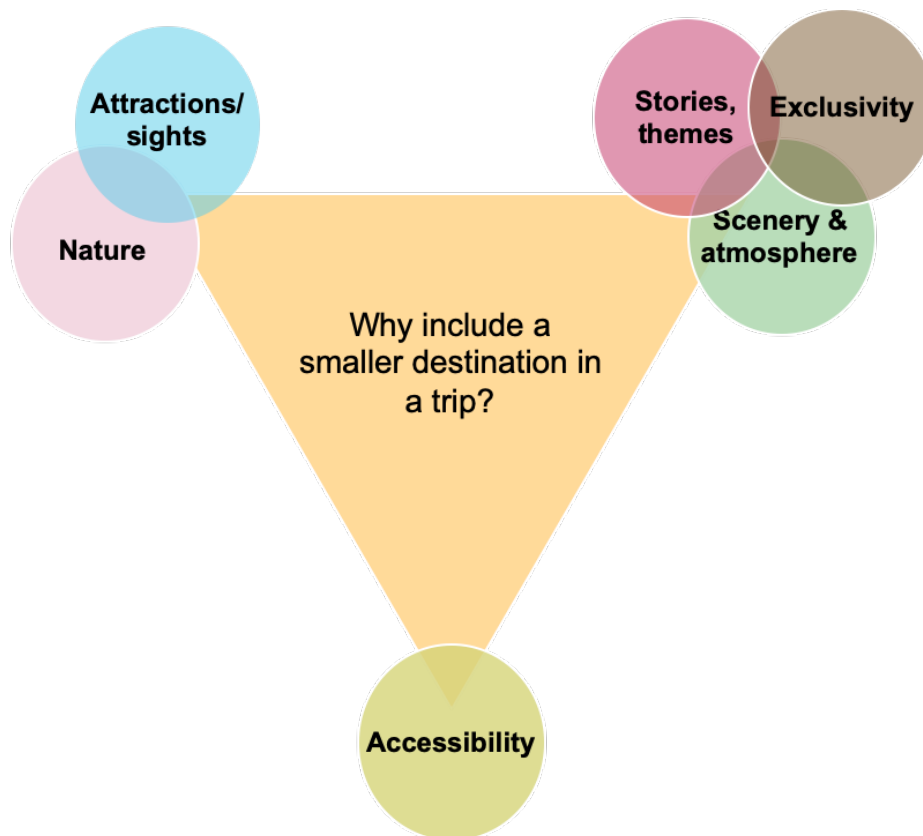 Attractions/
sights
Nature
Stories,
themes
Exclusivity
Scenery &
atmosphere
Why include a
smaller destination in
a trip?
Accessibility